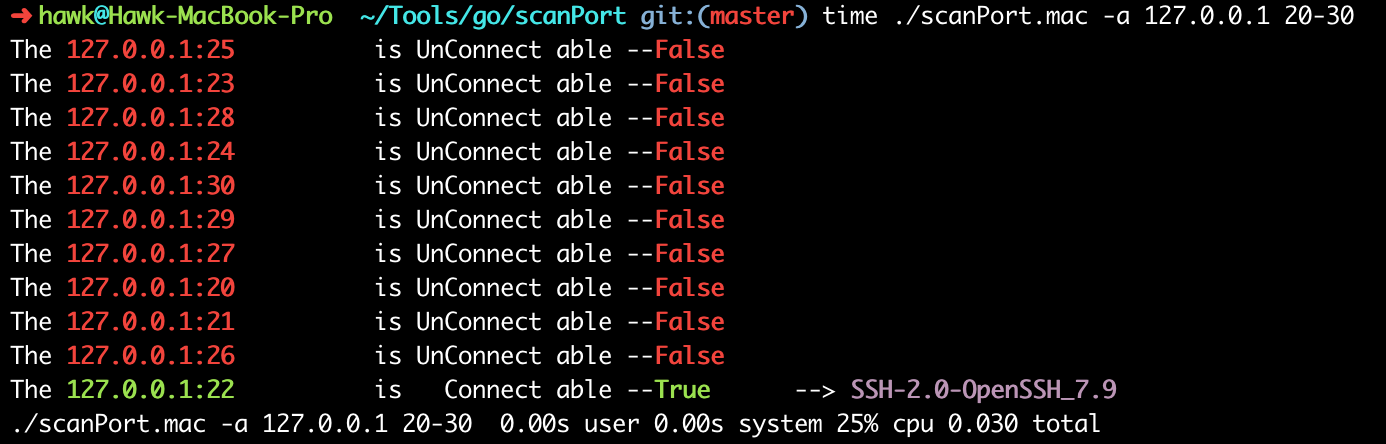 ➜ hawk@Hawk-MacBook-Pro ~/Tools/go/scanPort git:(master) time ./scanPort.mac -a 127.0.0.1 20-30
The 127.0.0.1:25 is UnConnect able --False
The 127.0.0.1:23 is UnConnect able --False
The 127.0.0.1:28 is UnConnect able --False
The 127.0.0.1:24 is UnConnect able --False
The 127.0.0.1:30 is UnConnect able --False
The 127.0.0.1:29 is UnConnect able --False
The 127.0.0.1:27 is UnConnect able --False
The 127.0.0.1:20 is UnConnect able --False
The 127.0.0.1:21 is UnConnect able --False
The 127.0.0.1:26 is UnConnect able --False
The 127.0.0.1:22 is Connect able --True --> SSH-2.0-OpenSSH_7.9
./scanPort.mac -a 127.0.0.1 20-30 0.00s user 0.00s system 25% cpu 0.030 total